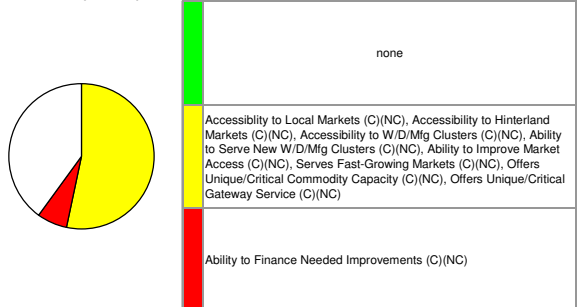 none
Accessiblity to Local Markets (C)(NC), Accessibility to Hinterland
Markets (C)(NC), Accessibility to W/D/Mfg Clusters (C)(NC), Ability
to Serve New W/D/Mfg Clusters (C)(NC), Ability to Improve Market
Access (C)(NC), Serves Fast-Growing Markets (C)(NC), Offers
Unique/Critical Commodity Capacity (C)(NC), Offers Unique/Critical
Gateway Service (C)(NC)
Ability to Finance Needed Improvements (C)(NC)